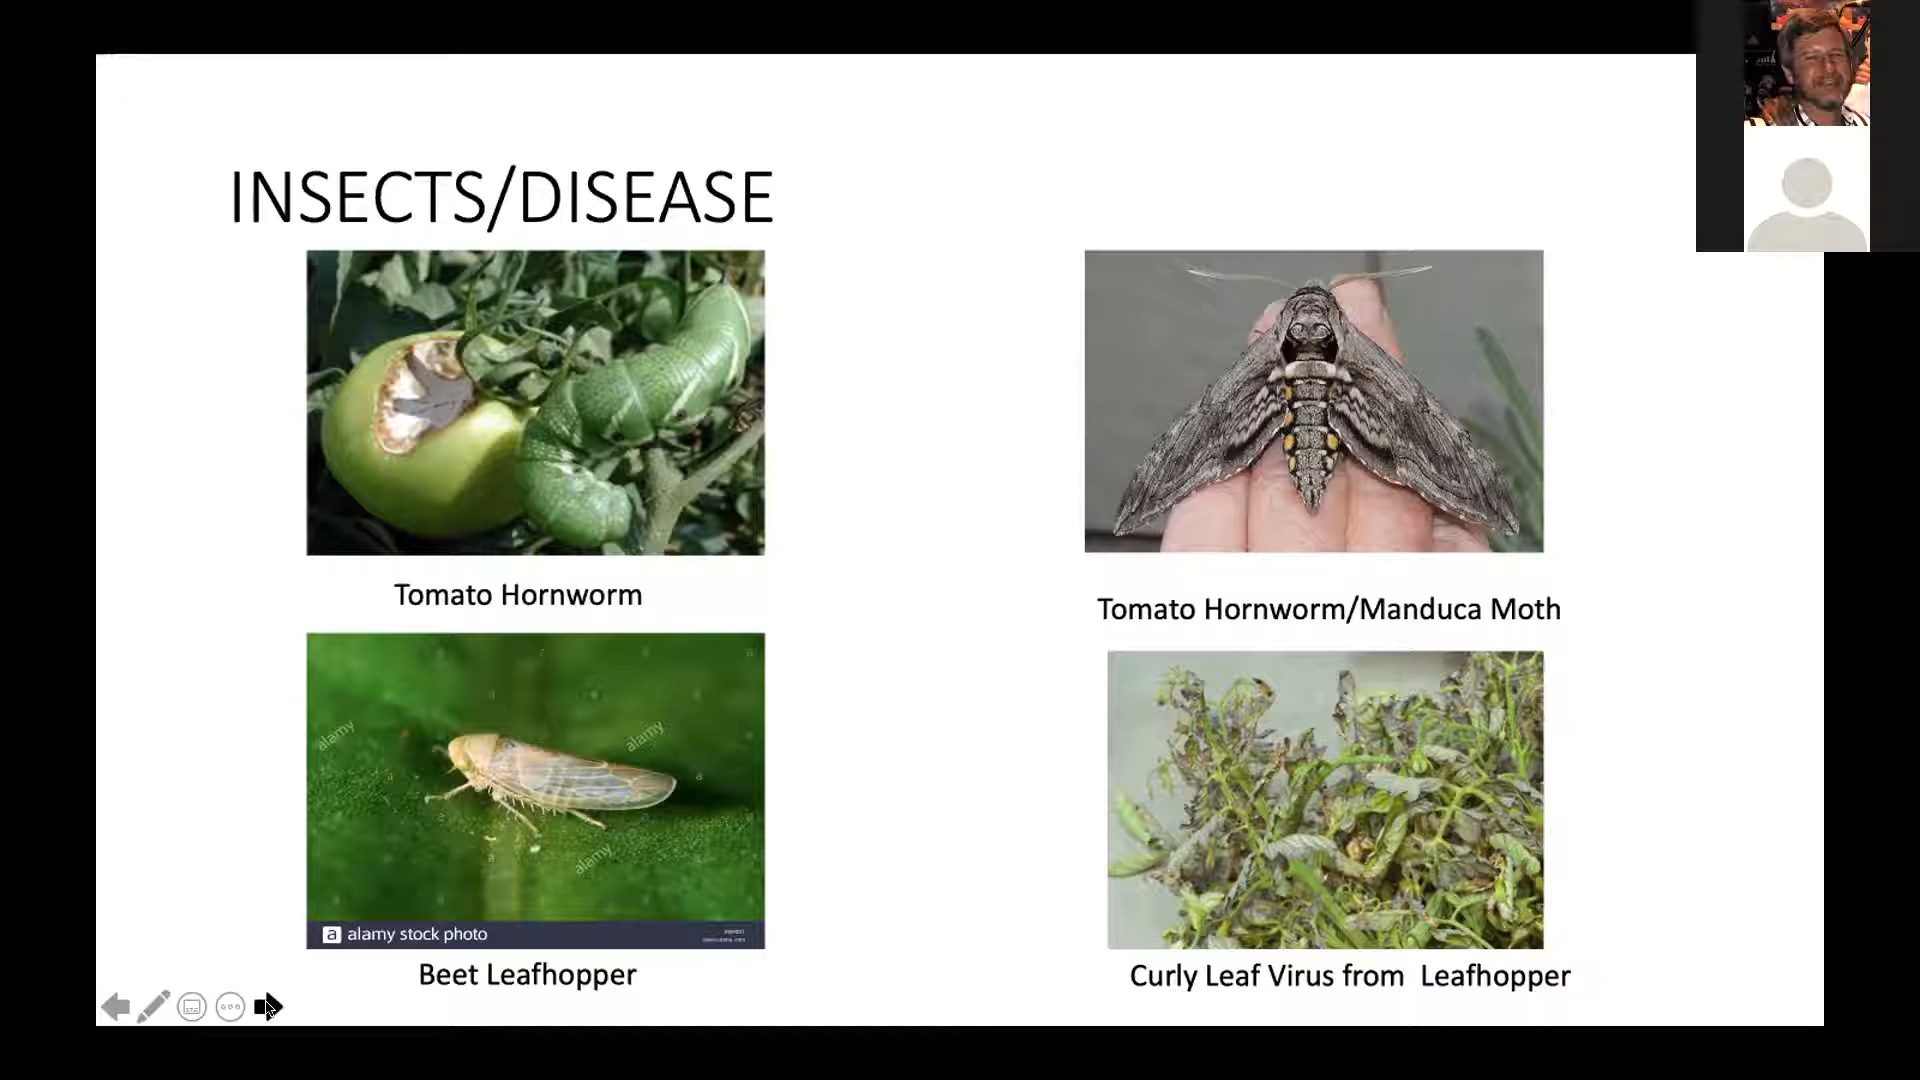 INSECTS/DISEASE
Tomato Hornworm
Tomato Hornworm/Manduca Moth
alamy
alamy
alamy
a alamy stock photo
Beet Leafhopper
Curly Leaf Virus from Leafhopper